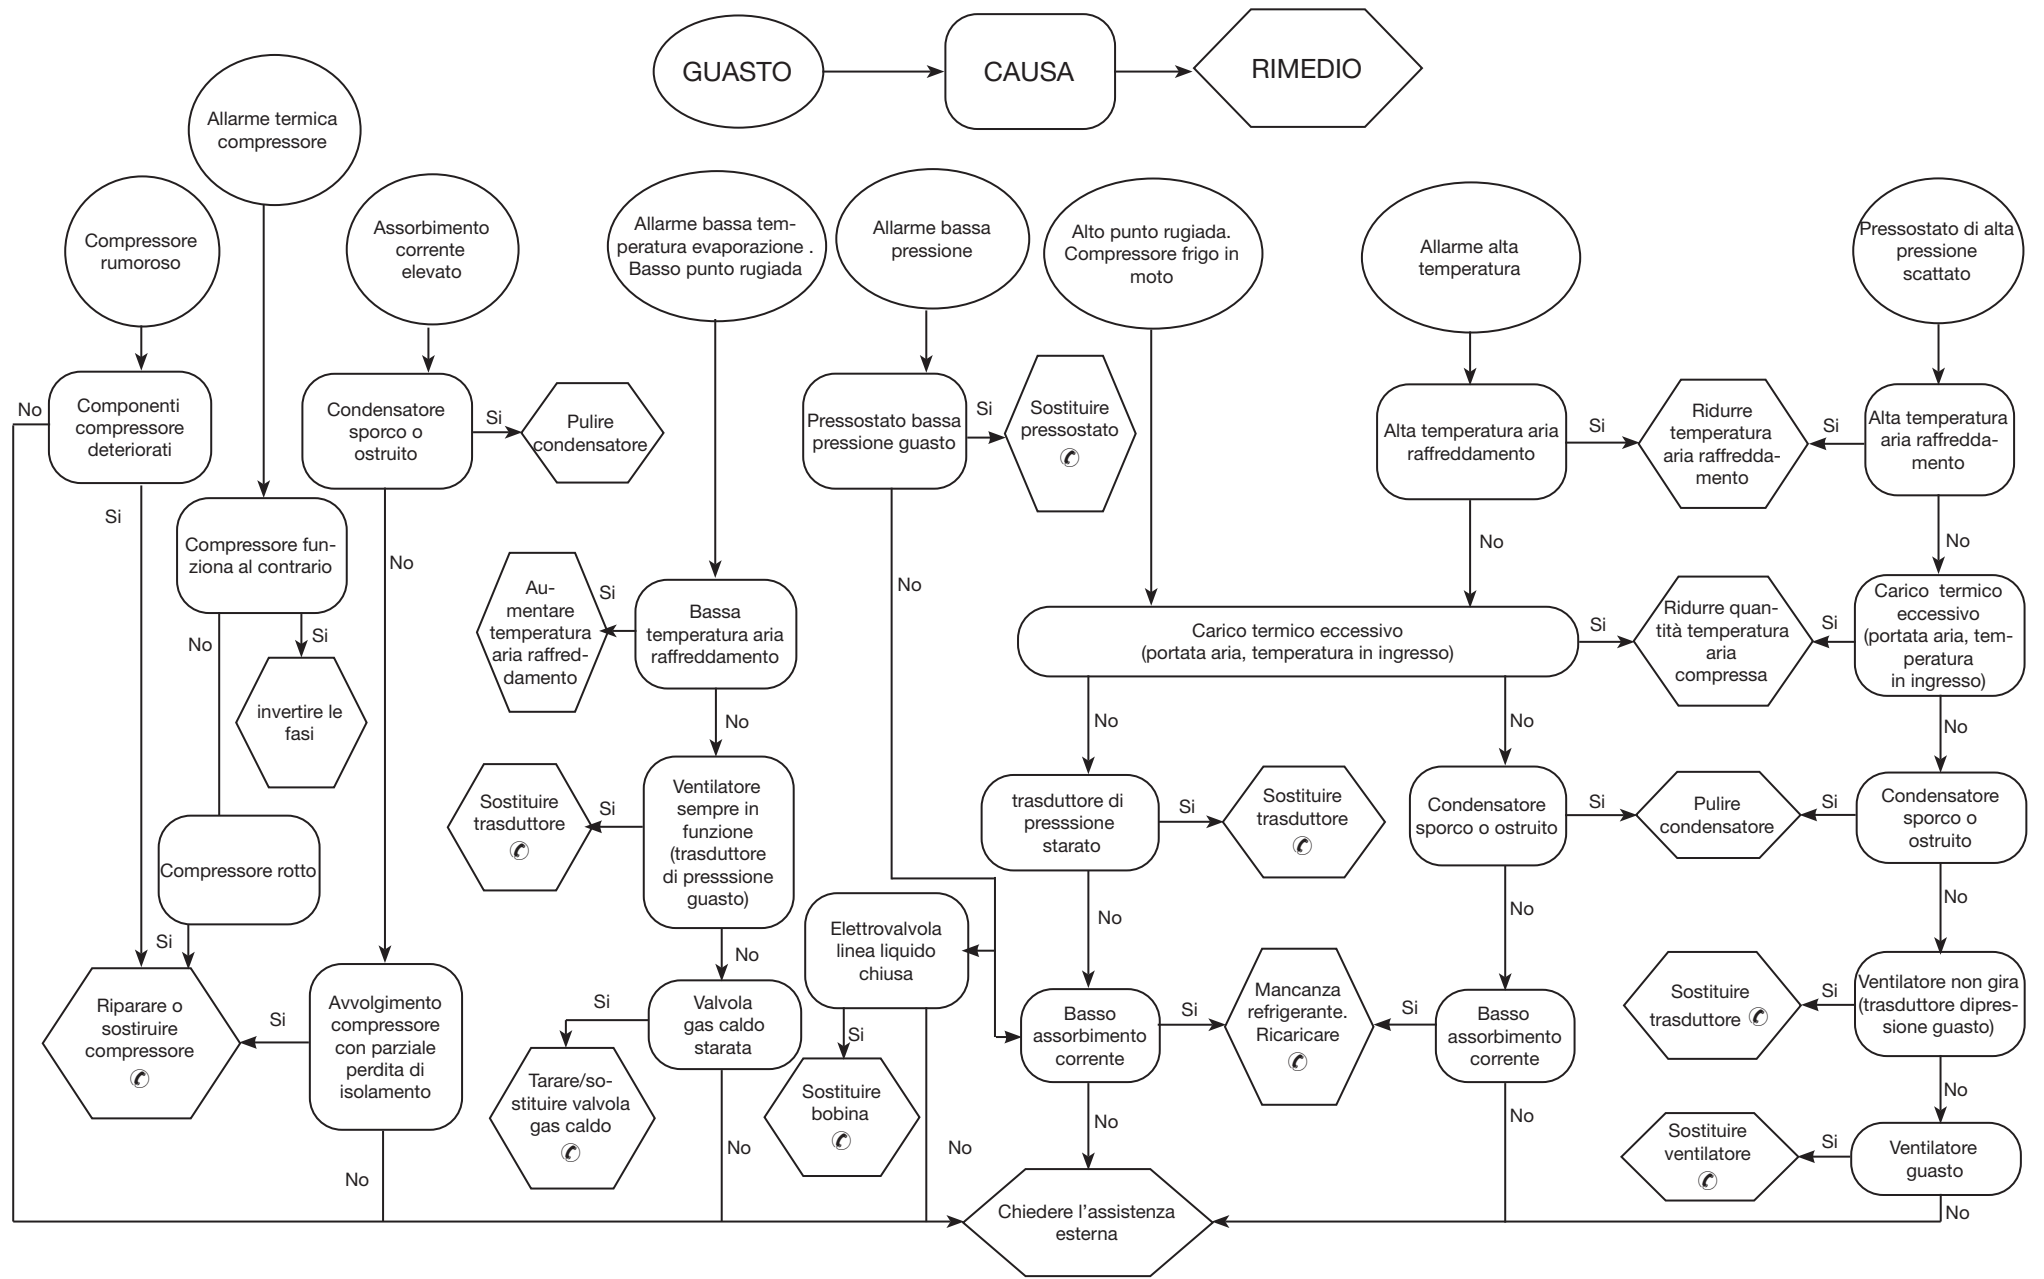 GUASTO
CAUSA
RIMEDIO
Allarme termica
compressore
Compressore
rumoroso
Assorbimento
corrente
elevato
Allarme bassa tem-
peratura evaporazione .
Basso punto rugiada
Allarme bassa
pressione
Alto punto rugiada.
Compressore frigo in
moto
Allarme alta
temperatura
Pressostato di alta
pressione
scattato
No
Componenti
compressore
deteriorati
Si
Condensatore
sporco o
ostruito
Si
Pulire
condensatore
No
Pressostato bassa
pressione guasto
Si
Sostituire
pressostato
No
Alta temperatura aria
raffreddamento
Si
Ridurre
temperatura
aria raffredda-
mento
Si
Alta temperatura
aria raffredda-
mento
No
No
Compressore fun-
ziona al contrario
No
Si
invertire le
fasi
Au-
mentare
temperatura
aria raffred-
damento
Si
Bassa
temperatura aria
raffreddamento
No
Carico termico eccessivo
(portata aria, temperatura in ingresso)
Si
Ridurre quan-
tità temperatura
aria
compressa
Si
Carico  termico
eccessivo
(portata aria, tem-
peratura
in ingresso)
No
No
No
Sostituire
trasduttore
Si
Ventilatore
sempre in
funzione
(trasduttore
di presssione
guasto)
No
trasduttore di
presssione
starato
Si
Sostituire
trasduttore
No
Condensatore
sporco o ostruito
Si
Pulire
condensatore
Si
Condensatore
sporco o
ostruito
No
No
Compressore rotto
Si
Riparare o
sostiruire
compressore
Si
Avvolgimento
compressore
con parziale
perdita di
isolamento
No
Si
Valvola
gas caldo
starata
Tarare/so-
stituire valvola
gas caldo
No
Elettrovalvola
linea liquido
chiusa
Si
Sostituire
bobina
No
Basso
assorbimento
corrente
Si
Mancanza
refrigerante.
Ricaricare
Si
Basso
assorbimento
corrente
No
No
Sostituire
trasduttore
Si
Ventilatore non gira
(trasduttore dipres-
sione guasto)
No
Sostituire
ventilatore
Si
Ventilatore
guasto
No
Chiedere l’assistenza
esterna